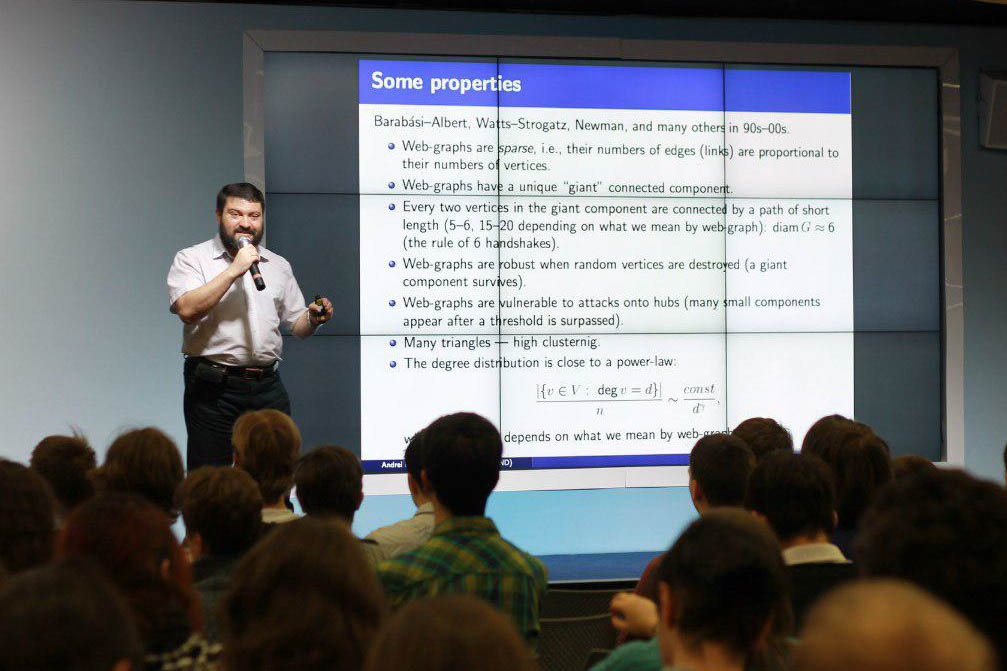 Some properties
Barabási–Albert, Watts–Strogatz, Newman, and many others in 90s–00s.
Web-graphs are sparse, i.e., their numbers of edges (links) are proportional to
their numbers of vertices.
Web-graphs have a unique “giant” connected component.
Every two vertices in the giant component are connected by a path of short
length (5–6, 15–20 depending on what we mean by web-graph): diam G ≈ 6
(the rule of 6 handshakes).
Web-graphs are robust when random vertices are destroyed (a giant
component survives).
Web-graphs are vulnerable to attacks onto hubs (many small components
appear after a threshold is surpassed).
Many triangles — high clusternig.
The degree distribution is close to a power-law:
|{v ∈ V : deg v = d}| / n ~ const / d^γ,
depends on what we mean by
Andrei